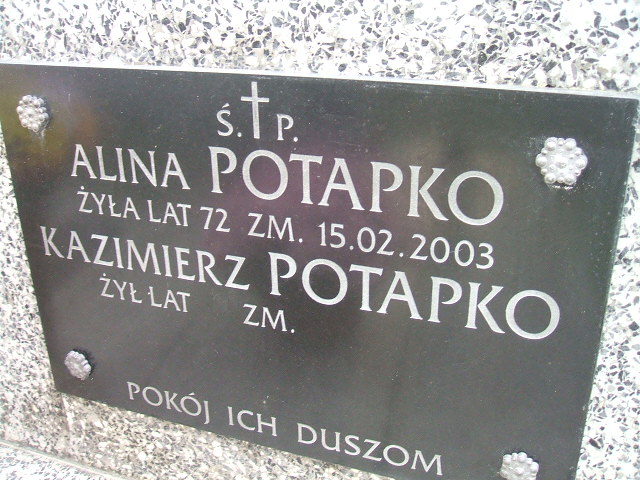 Ś. P.
ALINA POTAPKO
ŻYŁA LAT 72 ZM. 15.02.2003
KAZIMIERZ POTAPKO
ŻYŁ LAT ZM.
POKÓJ ICH DUSZOM